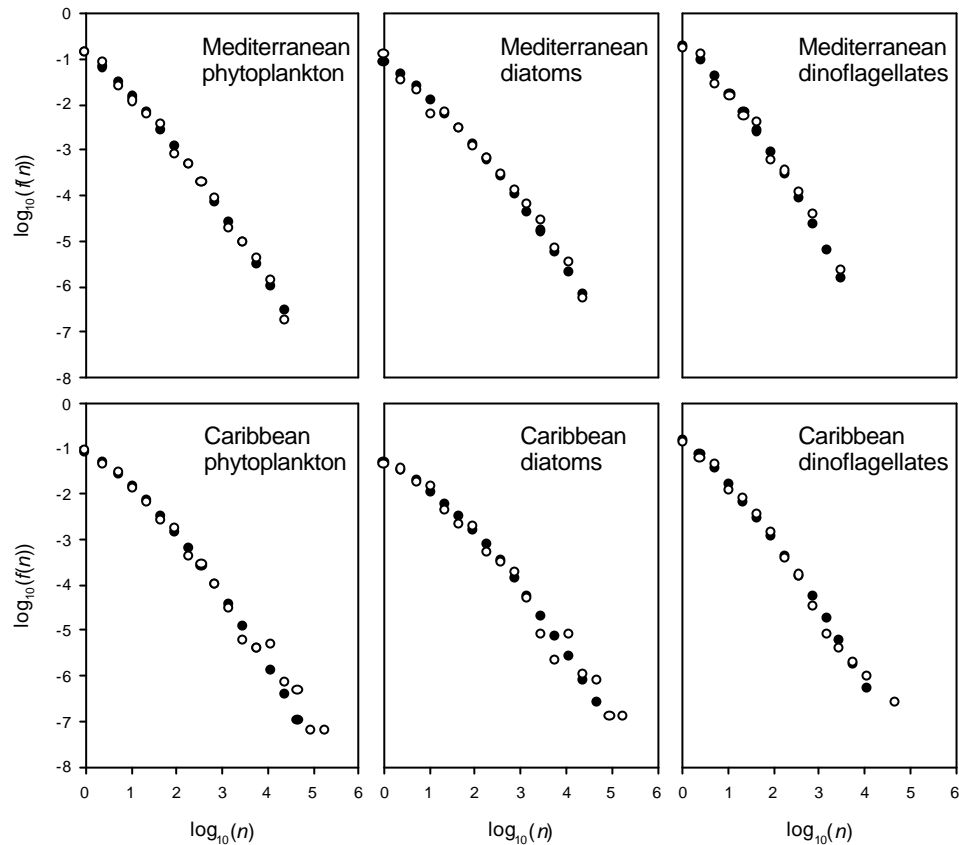 0
-1
-2
-3
-4
-5
-6
-7
-8
log10(f(n))
Mediterranean
phytoplankton
Mediterranean
diatoms
Mediterranean
dinoflagellates
0
-1
-2
-3
-4
-5
-6
-7
-8
log10(f(n))
Caribbean
phytoplankton
Caribbean
diatoms
Caribbean
dinoflagellates
0 1 2 3 4 5 6
0 1 2 3 4 5 6
0 1 2 3 4 5 6
log10(n)
log10(n)
log10(n)